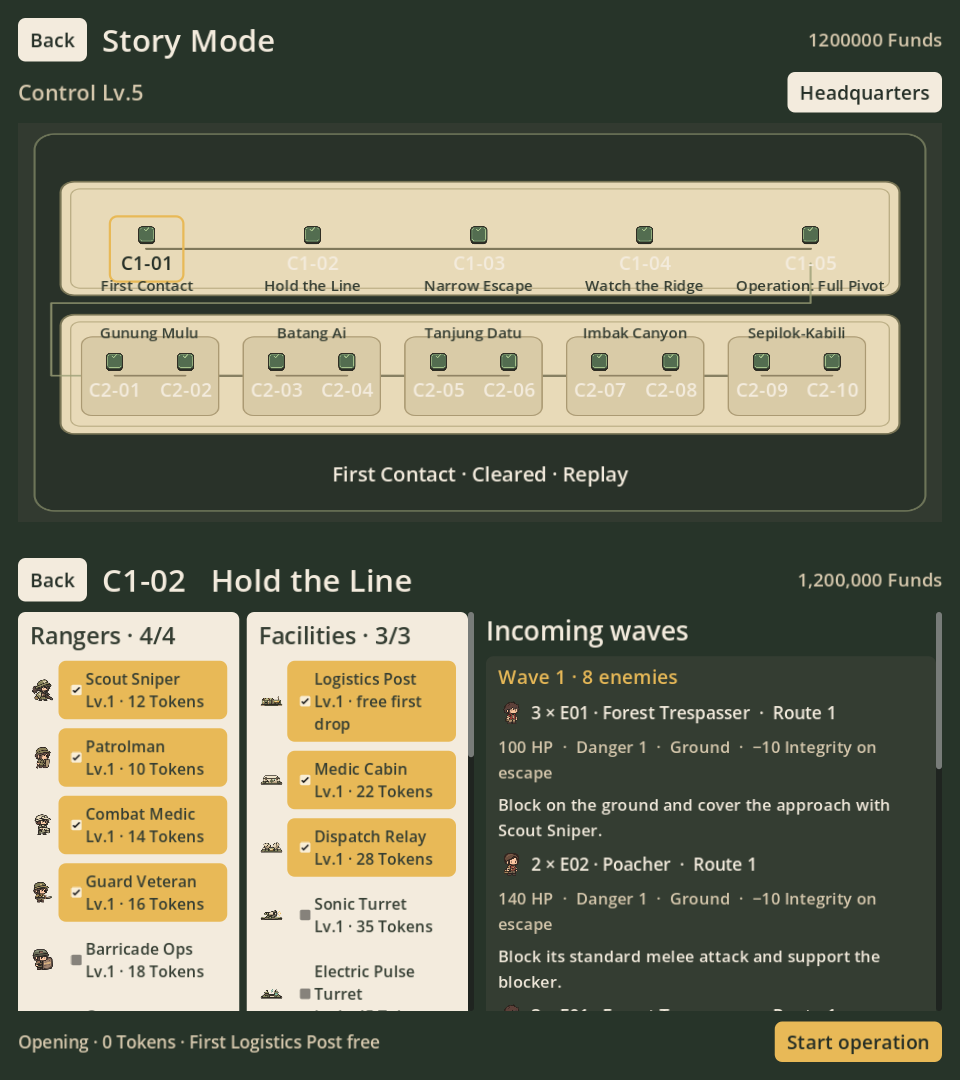 Back
Story Mode
1200000 Funds
Control Lv.5
Headquarters
C1-01
C1-02
C1-03
C1-04
C1-05
First Contact
Hold the Line
Narrow Escape
Watch the Ridge
Operation: Full Pivot
Gunung Mulu
Batang Ai
Tanjung Datu
Imbak Canyon
Sepilok-Kabili
C2-01
C2-02
C2-03
C2-04
C2-05
C2-06
C2-07
C2-08
C2-09
C2-10
First Contact · Cleared · Replay
Back
C1-02 Hold the Line
1,200,000 Funds
Rangers · 4/4
Scout Sniper
Lv.1 · 12 Tokens
Patrolman
Lv.1 · 10 Tokens
Combat Medic
Lv.1 · 14 Tokens
Guard Veteran
Lv.1 · 16 Tokens
Barricade Ops
Lv.1 · 18 Tokens
Facilities · 3/3
Logistics Post
Lv.1 · free first
drop
Medic Cabin
Lv.1 · 22 Tokens
Dispatch Relay
Lv.1 · 28 Tokens
Sonic Turret
Lv.1 · 35 Tokens
Electric Pulse
Turret
Incoming waves
Wave 1 · 8 enemies
3 × E01 · Forest Trespasser · Route 1
100 HP · Danger 1 · Ground · −10 Integrity on
escape
Block on the ground and cover the approach with
Scout Sniper.
2 × E02 · Poacher · Route 1
140 HP · Danger 1 · Ground · −10 Integrity on
escape
Block its standard melee attack and support the
blocker.
Opening · 0 Tokens · First Logistics Post free
Start operation